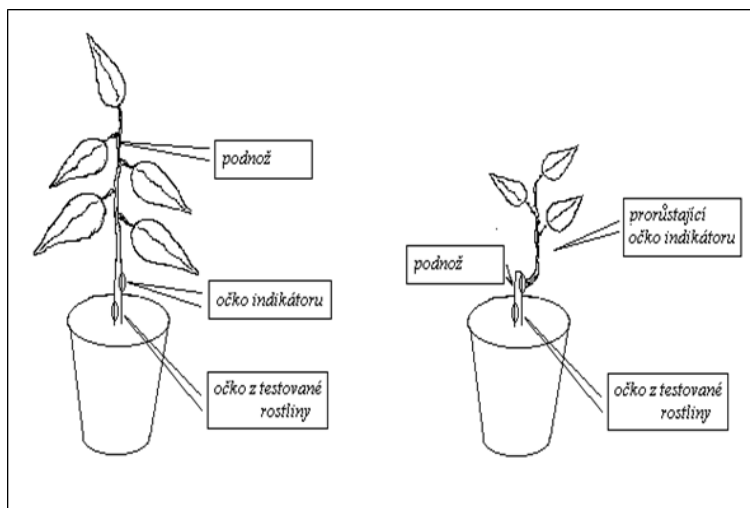 podnož
očko indikátoru
očko z testované
rostliny
prorůstající
očko indikátoru
podnož
očko z testované
rostliny